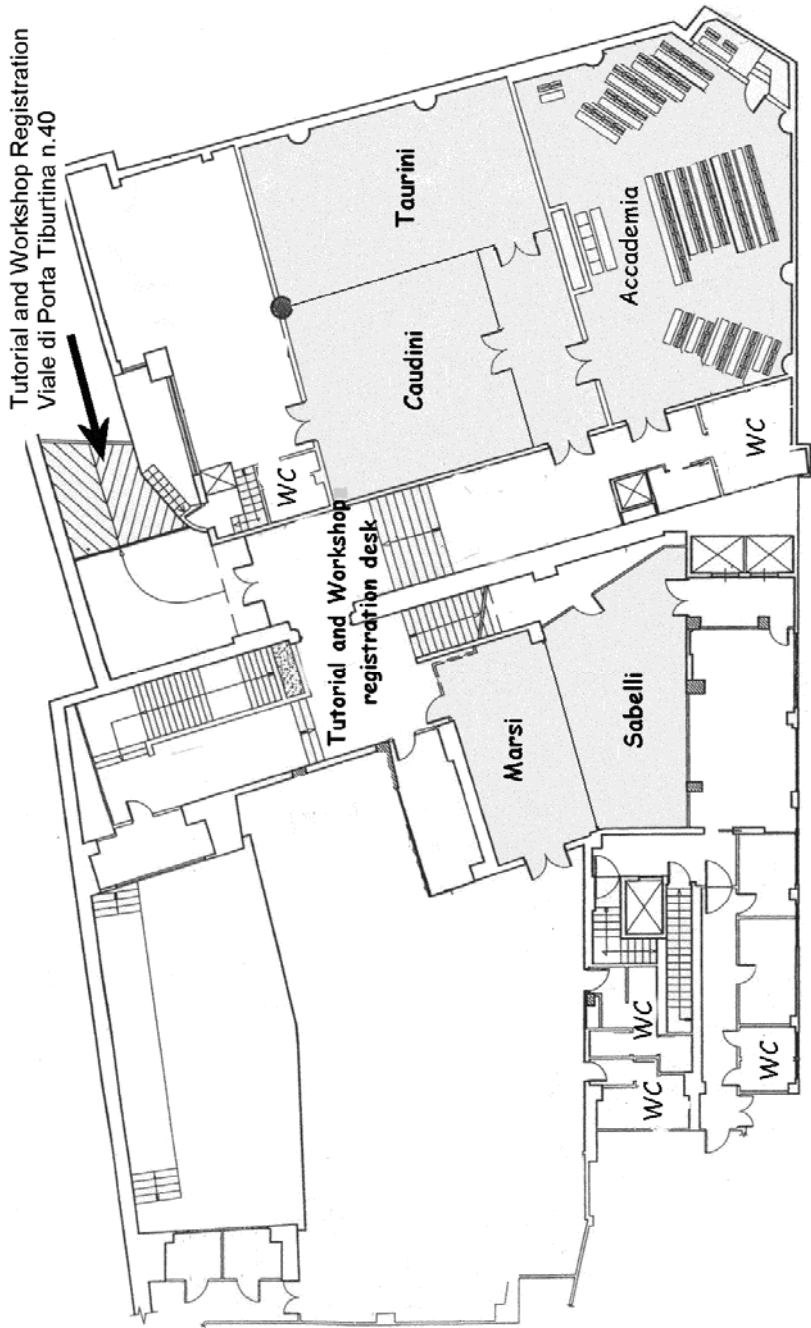 Tutorial and Workshop Registration
Viale di Porta Tiburtina n.40
Taurini
Caudini
Accademia
WC
WC
Tutorial and Workshop
registration desk
Marsi
Sabelli
WC
WC
WC